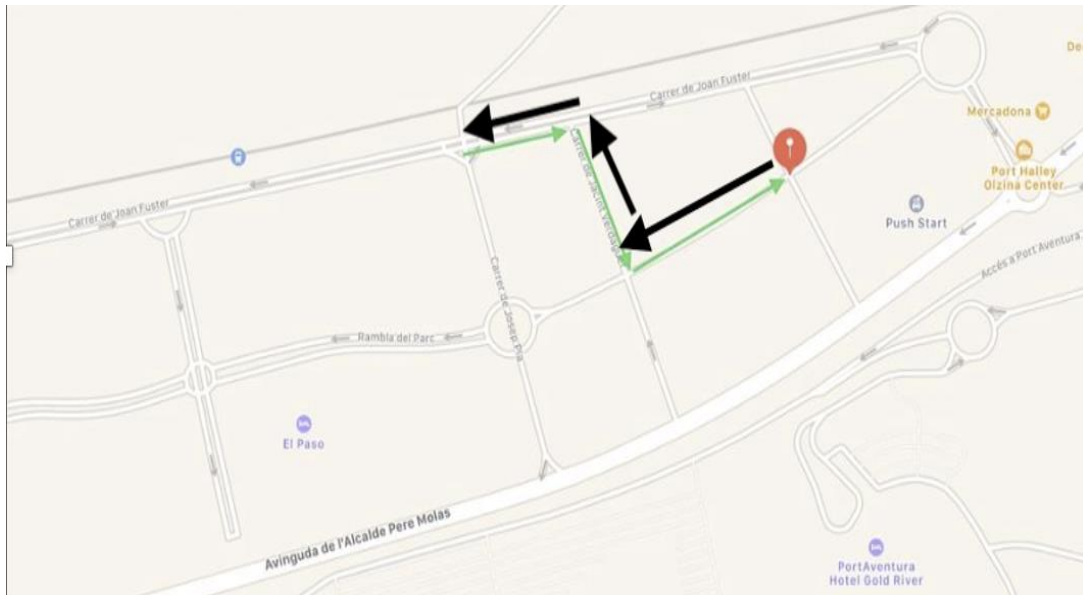 De
Carrer de Joan Fuster
Mercadona
Port Halley
Olzina Center
Push Start
Carrer de Jacint Verdag
Carrer de Joan Fuster
Accés a Port Aventura
Carrer de Josep Pla
Rambla del Parc
El Paso
Avinguda de l'Alcalde Pere Molas
PortAventura
Hotel Gold River